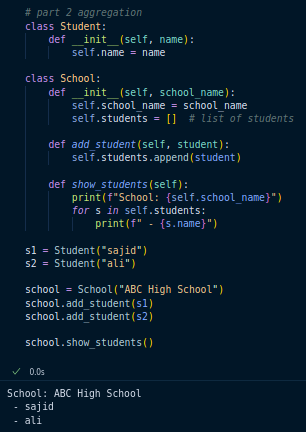 # part 2 aggregation
class Student:
    def __init__(self, name):
        self.name = name

class School:
    def __init__(self, school_name):
        self.school_name = school_name
        self.students = []  # list of students

    def add_student(self, student):
        self.students.append(student)

    def show_students(self):
        print(f"School: {self.school_name}")
        for s in self.students:
            print(f" - {s.name}")

s1 = Student("sajid")
s2 = Student("ali")

school = School("ABC High School")
school.add_student(s1)
school.add_student(s2)

school.show_students()
✓ 0.0s
School: ABC High School
 - sajid
 - ali